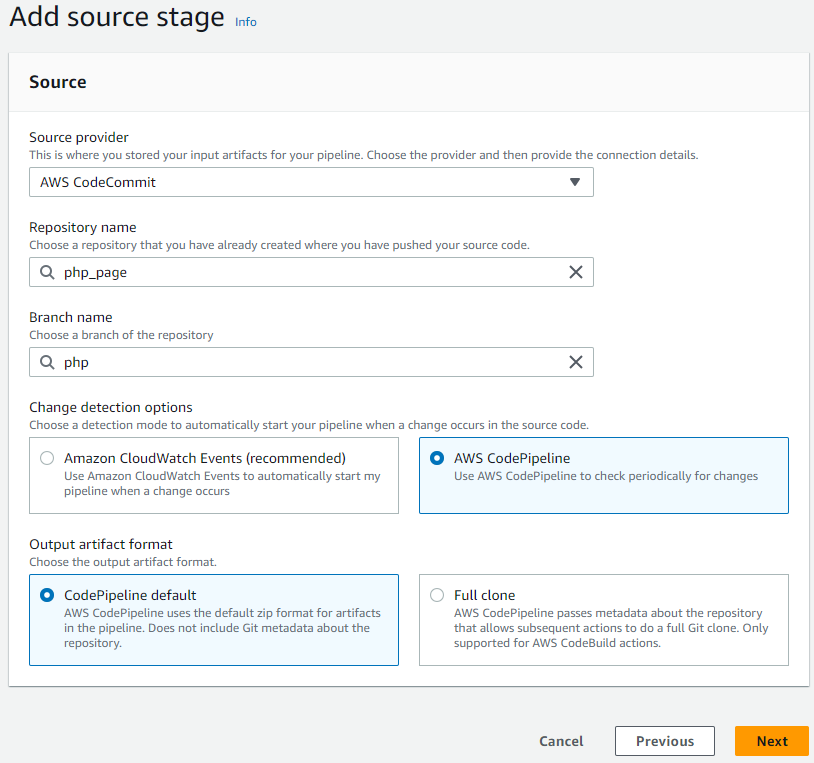 Add source stage Info
Source
Source provider
This is where you stored your input artifacts for your pipeline. Choose the provider and then provide the connection details.
AWS CodeCommit
Repository name
Choose a repository that you have already created where you have pushed your source code.
php_page
Branch name
Choose a branch of the repository
php
Change detection options
Choose a detection mode to automatically start your pipeline when a change occurs in the source code.
Amazon CloudWatch Events (recommended)
Use Amazon CloudWatch Events to automatically start my
pipeline when a change occurs
AWS CodePipeline
Use AWS CodePipeline to check periodically for changes
Output artifact format
Choose the output artifact format.
CodePipeline default
AWS CodePipeline uses the default zip format for artifacts
in the pipeline. Does not include Git metadata about the
repository.
Full clone
AWS CodePipeline passes metadata about the repository
that allows subsequent actions to do a full Git clone. Only
supported for AWS CodeBuild actions.
Cancel Previous Next